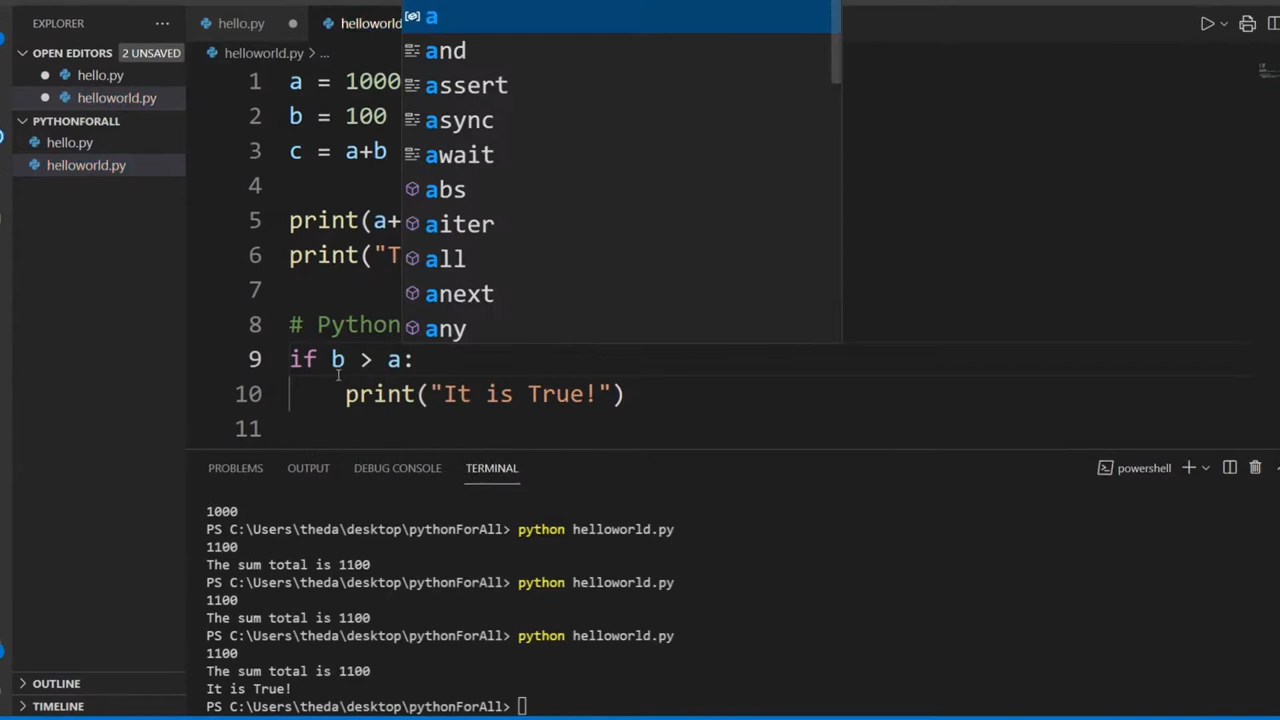 EXPLORER ...
OPEN EDITORS 2 UNSAVED
hello.py
helloworld.py
PYTHONFORALL
hello.py
helloworld.py
OUTLINE
TIMELINE
hello.py
helloworld
helloworld.py > ...
1 a = 1000
2 b = 100
3 c = a+b
4
5 print(a+
6 print("T
7
8 # Python
9 if b > a:
10 print("It is True!")
11
a
and
assert
async
await
abs
aiter
all
anext
any
PROBLEMS OUTPUT DEBUG CONSOLE TERMINAL
powershell
1000
PS C:\Users\theda\desktop\pythonForAll> python helloworld.py
1100
The sum total is 1100
PS C:\Users\theda\desktop\pythonForAll> python helloworld.py
1100
The sum total is 1100
PS C:\Users\theda\desktop\pythonForAll> python helloworld.py
1100
The sum total is 1100
It is True!
PS C:\Users\theda\desktop\pythonForAll>